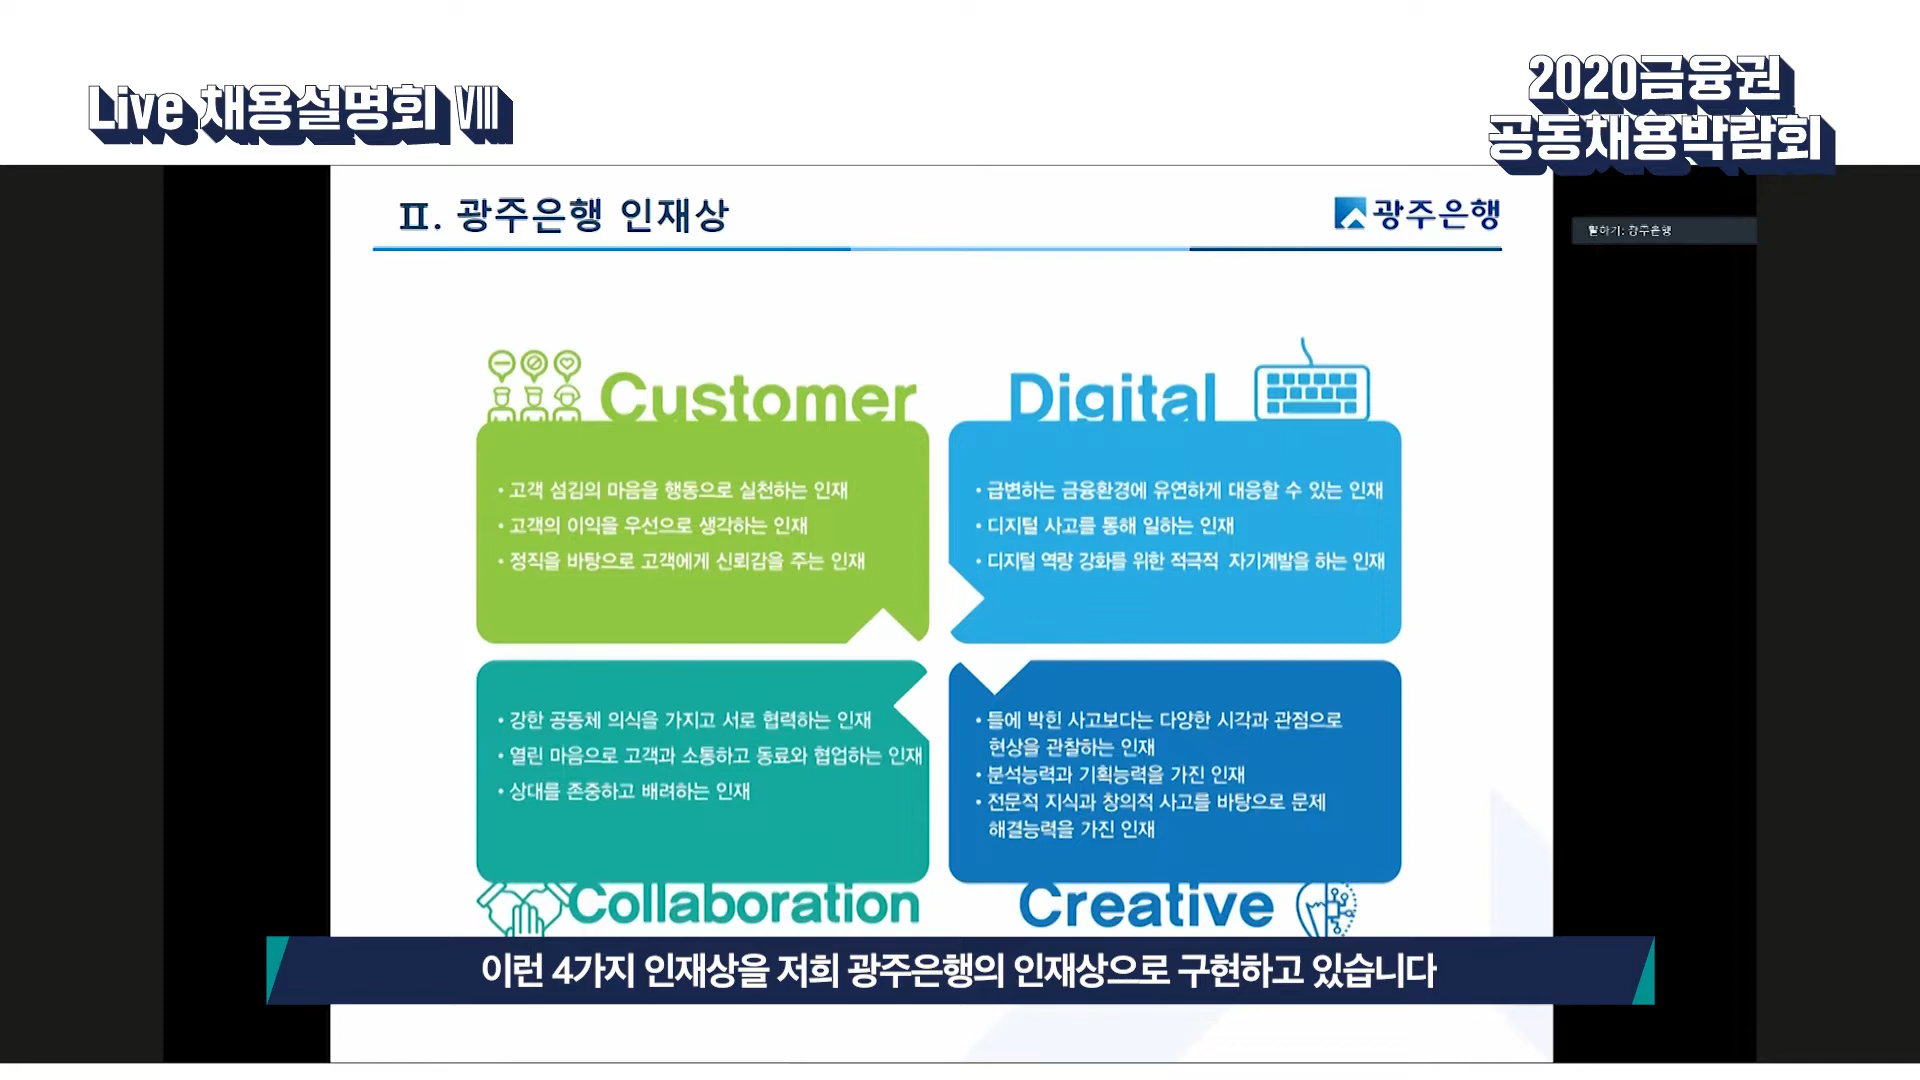 Live 채용설명회 Ⅷ
2020금융권
공동채용박람회
Ⅱ. 광주은행 인재상
광주은행
말하기: 광주은행
Customer
• 고객 섬김의 마음을 행동으로 실천하는 인재
• 고객의 이익을 우선으로 생각하는 인재
• 정직을 바탕으로 고객에게 신뢰감을 주는 인재
Digital
• 급변하는 금융환경에 유연하게 대응할 수 있는 인재
• 디지털 사고를 통해 일하는 인재
• 디지털 역량 강화를 위한 적극적 자기계발을 하는 인재
• 강한 공동체 의식을 가지고 서로 협력하는 인재
• 열린 마음으로 고객과 소통하고 동료와 협업하는 인재
• 상대를 존중하고 배려하는 인재
Collaboration
• 틀에 박힌 사고보다는 다양한 시각과 관점으로
현상을 관찰하는 인재
• 분석능력과 기획능력을 가진 인재
• 전문적 지식과 창의적 사고를 바탕으로 문제
해결능력을 가진 인재
Creative
이런 4가지 인재상을 저희 광주은행의 인재상으로 구현하고 있습니다